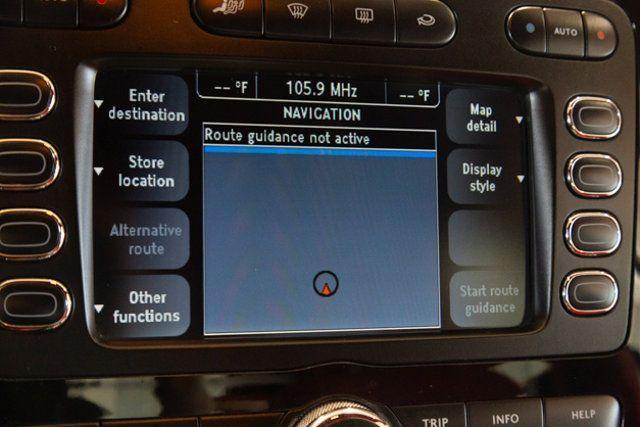 AUTO
-- °F
105.9 MHz
-- °F
NAVIGATION
Route guidance not active
Enter
destination
Store
location
Alternative
route
Other
functions
Map
detail
Display
style
Start route
guidance
TRIP
INFO
HELP